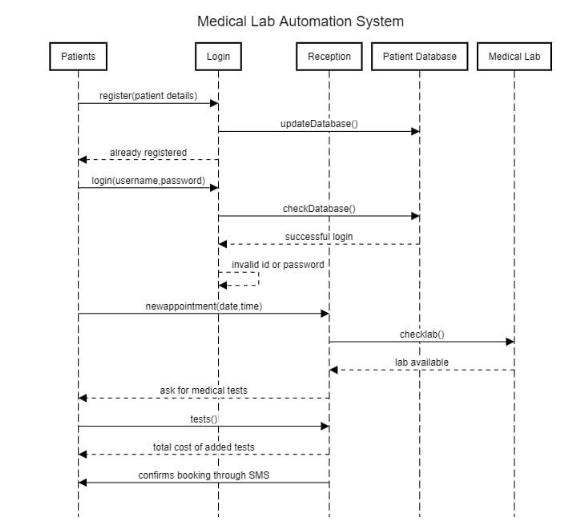 Medical Lab Automation System
Patients
Login
Reception
Patient Database
Medical Lab
register(patient details)
updateDatabase()
already registered
login(username,password)
checkDatabase()
successful login
invalid id or password
newappointment(date,time)
checklab()
lab available
ask for medical tests
tests()
total cost of added tests
confirms booking through SMS